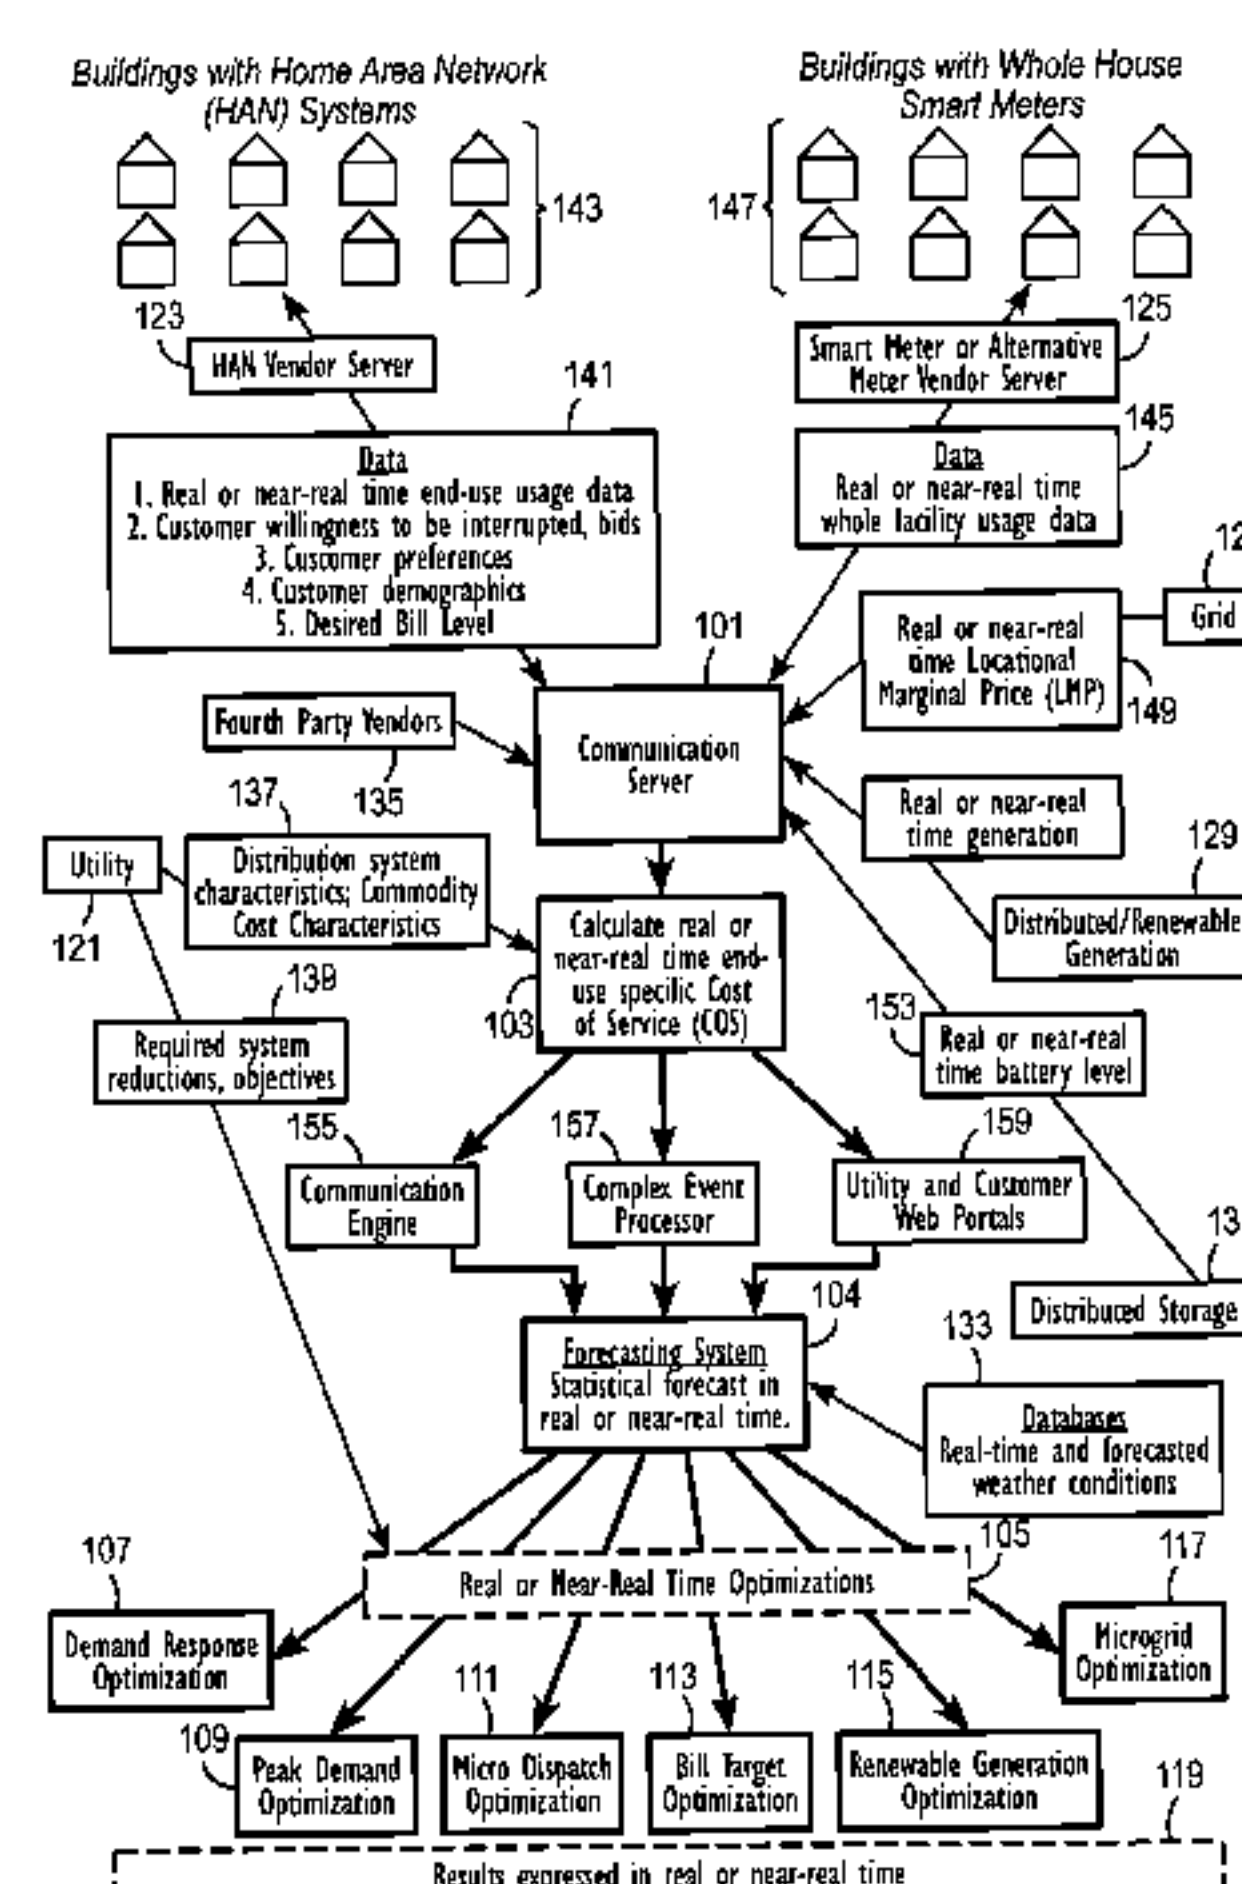 Buildings with Home Area Network
(HAN) Systems
Buildings with Whole House
Smart Meters
143
147
123
125
HAN Vendor Server
Smart Meter or Alternative
Meter Vendor Server
141
145
Data
1. Real or near-real time end-use usage data
2. Customer willingness to be interrupted, bids
3. Customer preferences
4. Customer demographics
5. Desired Bill Level
Data
Real or near-real time
whole facility usage data
Grid
101
Real or near-real
time Locational
Marginal Price (LMP)
149
Fourth Party Vendors
135
Communication
Server
137
Real or near-real
time generation
129
Utility
121
Distribution system
characteristics; Commodity
Cost Characteristics
Calculate real or
near-real time end-
use specific Cost
of Service (COS)
103
Distributed/Renewable
Generation
139
153
Required system
reductions, objectives
Real or near-real
time battery level
155
157
159
Communication
Engine
Complex Event
Processor
Utility and Customer
Web Portals
104
Distributed Storage
133
Forecasting System
Statistical forecast in
real or near-real time.
Databases
Real-time and forecasted
weather conditions
105
107
117
Real or Near-Real Time Optimizations
Demand Response
Optimization
Microgrid
Optimization
111
113
115
109
Peak Demand
Optimization
Micro Dispatch
Optimization
Bill Target
Optimization
Renewable Generation
Optimization
119
Results expressed in real or near-real time